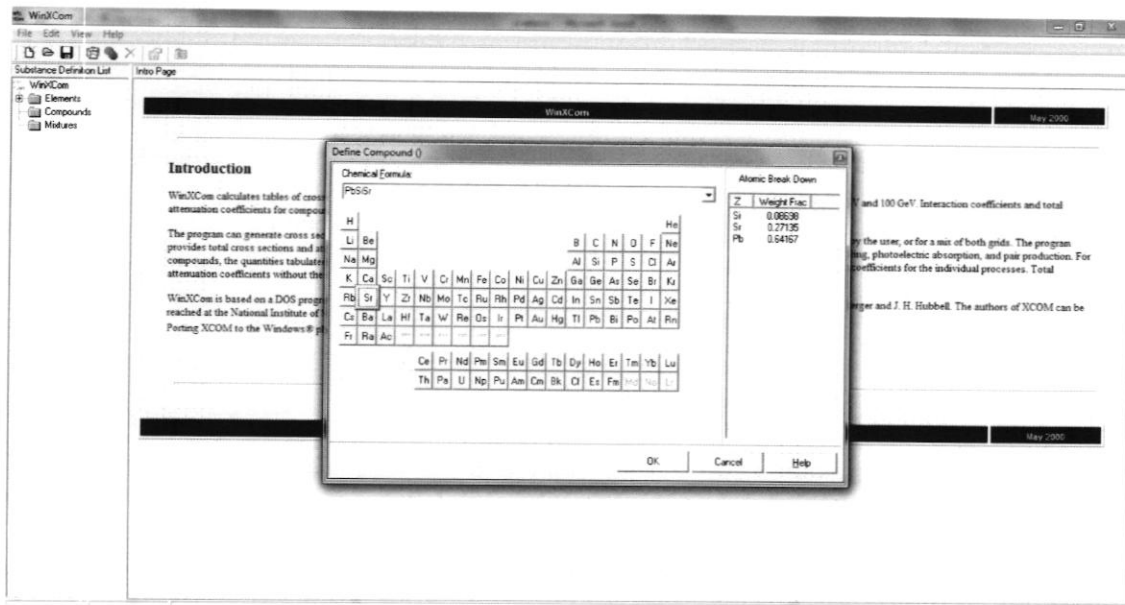 WinXCom
File Edit View Help
Substance Definition List
Intro Page
WinXCom
Elements
Compounds
Mixtures
WinXCom
May 2000
Introduction
WinXCom calculates tables of cross
attenuation coefficients for compou
V and 100 GeV. Interaction coefficients and total
The program can generate cross sec
provides total cross sections and at
compounds, the quantities tabulate
attenuation coefficients without the
by the user, or for a mix of both grids. The program
ng, photoelectric absorption, and pair production. For
coefficients for the individual processes. Total
WinXCom is based on a DOS progr
reached at the National Institute of
Porting XCOM to the Windows® p
erger and J. H. Hubbell. The authors of XCOM can be
Define Compound ()
Chemical Formula:
PbSiSr
Atomic Break Down
Z Weight Frac
Si 0.08698
Sr 0.27135
Pb 0.64167
H He
Li Be B C N O F Ne
Na Mg Al Si P S Cl Ar
K Ca Sc Ti V Cr Mn Fe Co Ni Cu Zn Ga Ge As Se Br Kr
Rb Sr Y Zr Nb Mo Tc Ru Rh Pd Ag Cd In Sn Sb Te I Xe
Cs Ba La Hf Ta W Re Os Ir Pt Au Hg Tl Pb Bi Po At Rn
Fr Ra Ac
Ce Pr Nd Pm Sm Eu Gd Tb Dy Ho Er Tm Yb Lu
Th Pa U Np Pu Am Cm Bk Cf Es Fm Md No Lr
OK Cancel Help
May 2000